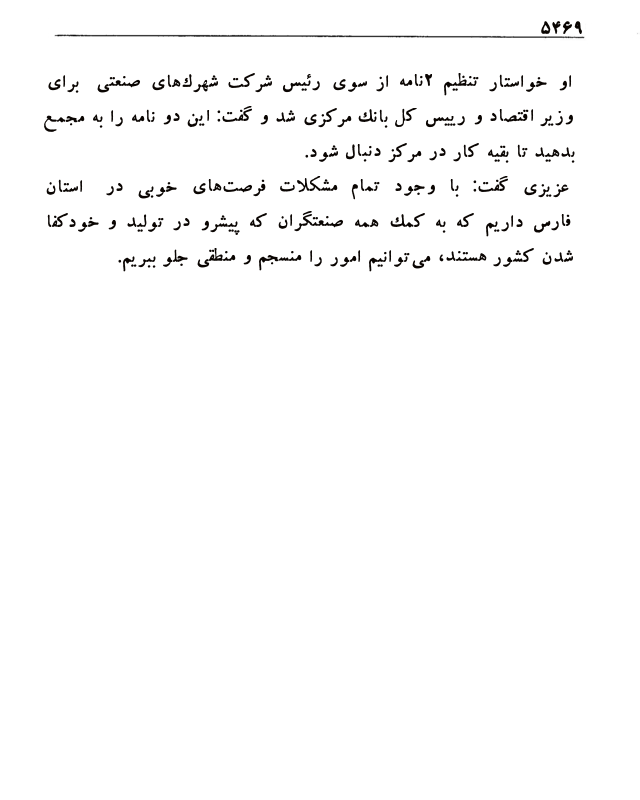 ۵۴۶۹
او خواستار تنظیم ۲نامه از سوی رئیس شرکت شهرك‌های صنعتی برای
وزیر اقتصاد و رییس کل بانك مرکزی شد و گفت: این دو نامه را به مجمع
بدهید تا بقیه کار در مرکز دنبال شود.
عزیزی گفت: با وجود تمام مشکلات فرصت‌های خوبی در استان
فارس داریم که به کمك همه صنعتگران که پیشرو در تولید و خودکفا
شدن کشور هستند، می‌توانیم امور را منسجم و منطقی جلو ببریم.